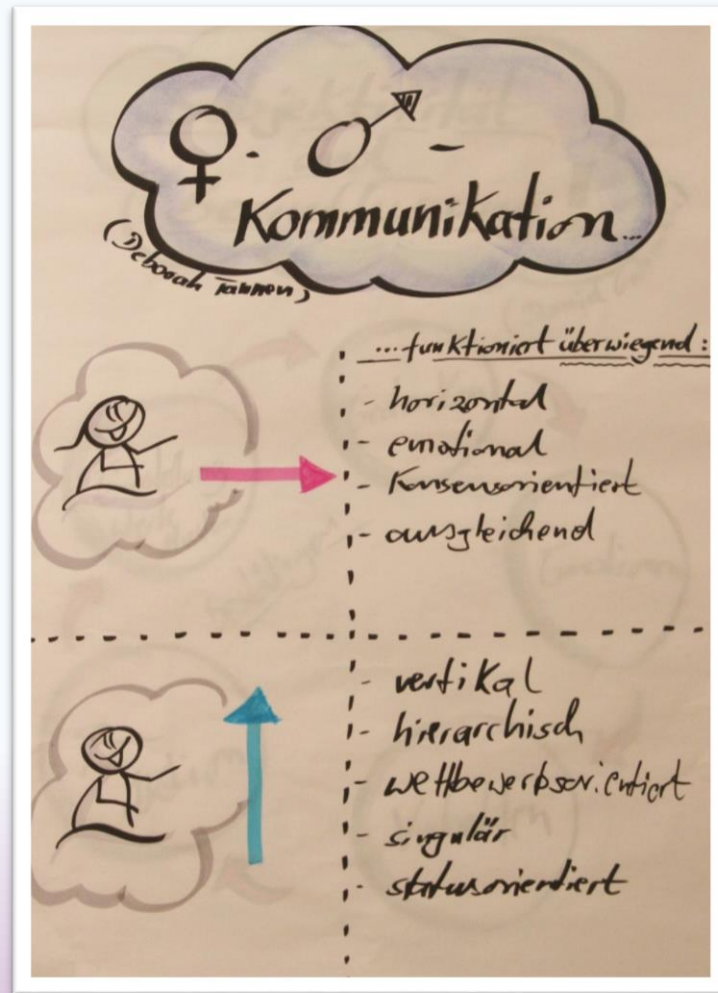 ♀- ♂-
Kommunikation...
(Deborah Tannen)
...funktioniert überwiegend:
- horizontal
- emotional
- Konsensorientiert
- ausgleichend
- vertikal
- hierarchisch
- wettbewerbsorientiert
- singulär
- statusorientiert